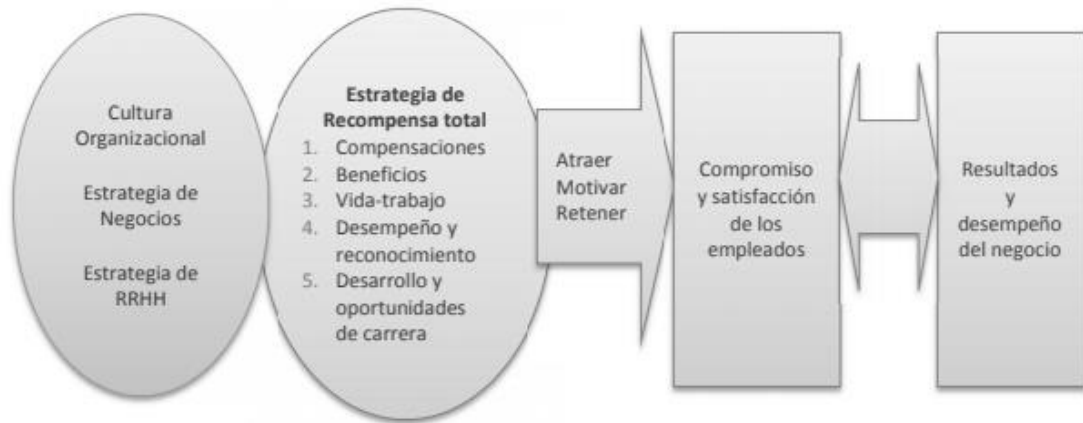 Cultura
Organizacional
Estrategia de
Negocios
Estrategia de
RRHH
Estrategia de
Recompensa total
1. Compensaciones
2. Beneficios
3. Vida-trabajo
4. Desempeño y
reconocimiento
5. Desarrollo y
oportunidades
de carrera
Atraer
Motivar
Retener
Compromiso
y satisfacción
de los
empleados
Resultados
y
desempeño
del negocio